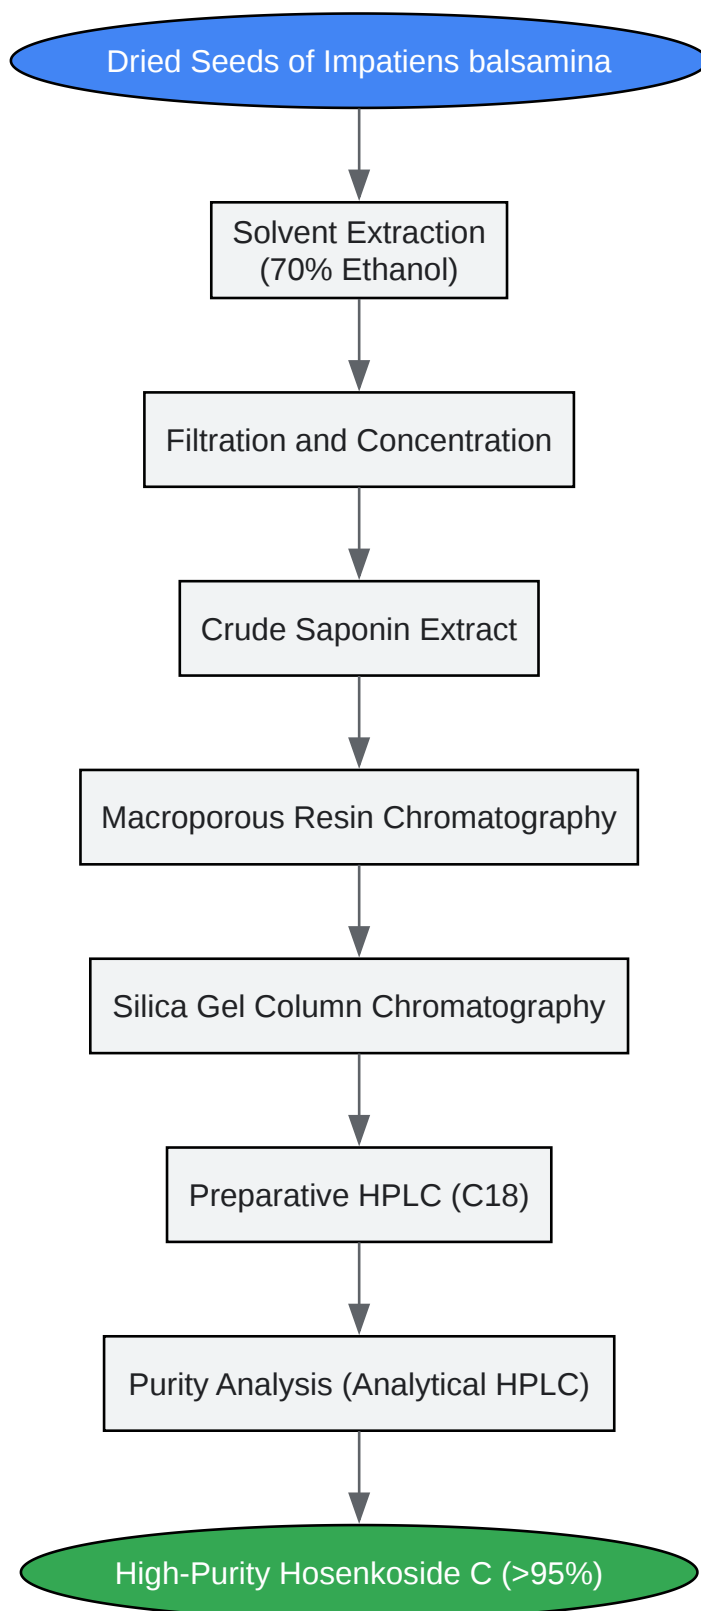 Dried Seeds of Impatiens balsamina
Solvent Extraction
(70% Ethanol)
Filtration and Concentration
Crude Saponin Extract
Macroporous Resin Chromatography
Silica Gel Column Chromatography
Preparative HPLC (C18)
Purity Analysis (Analytical HPLC)
High-Purity Hosenkoside C (>95%)